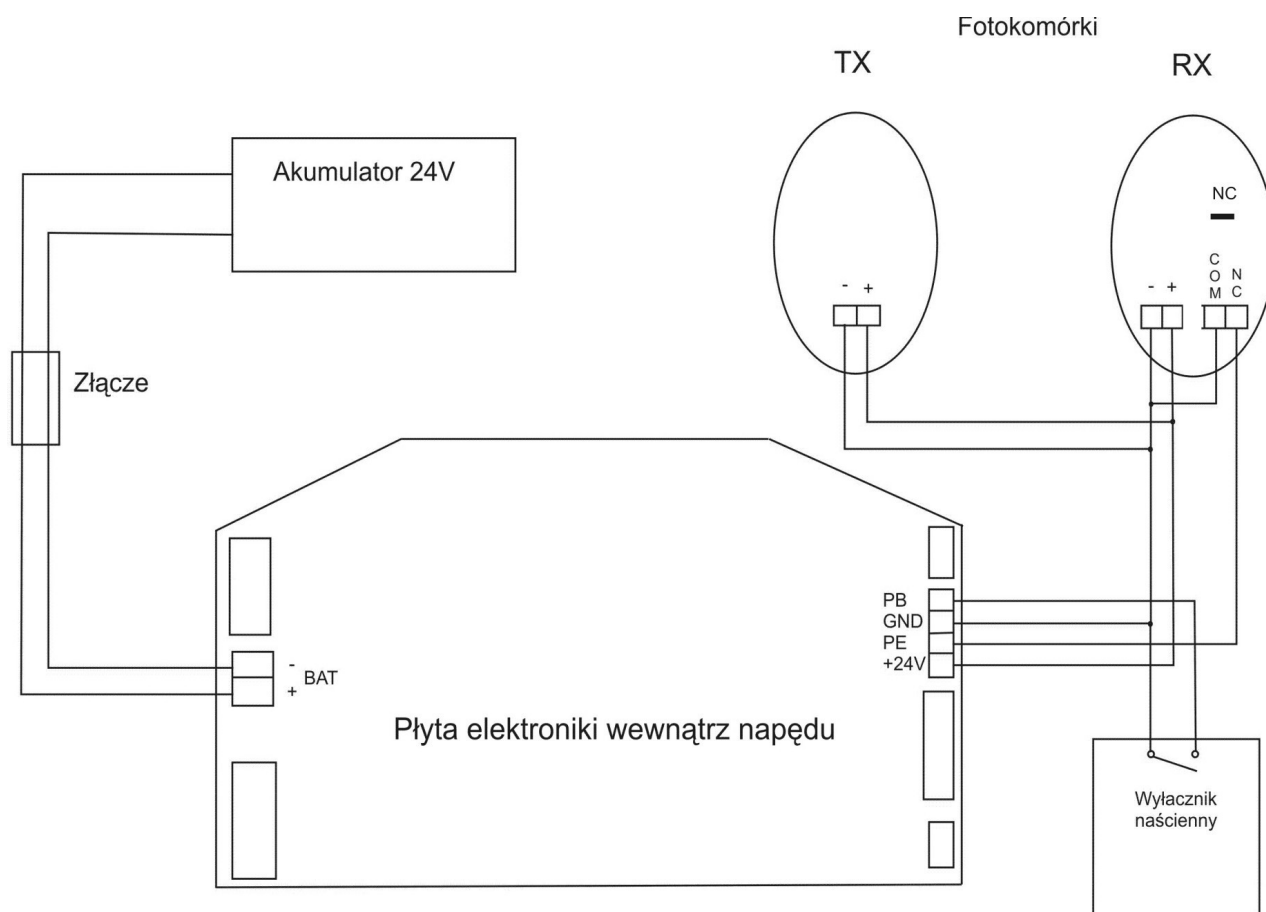 Fotokomórki
TX
RX
Akumulator 24V
NC
COM
NC
- +
- +
Złącze
PB
GND
PE
+24V
-
BAT
+
Płyta elektroniki wewnątrz napędu
Wyłacznik
naścienny